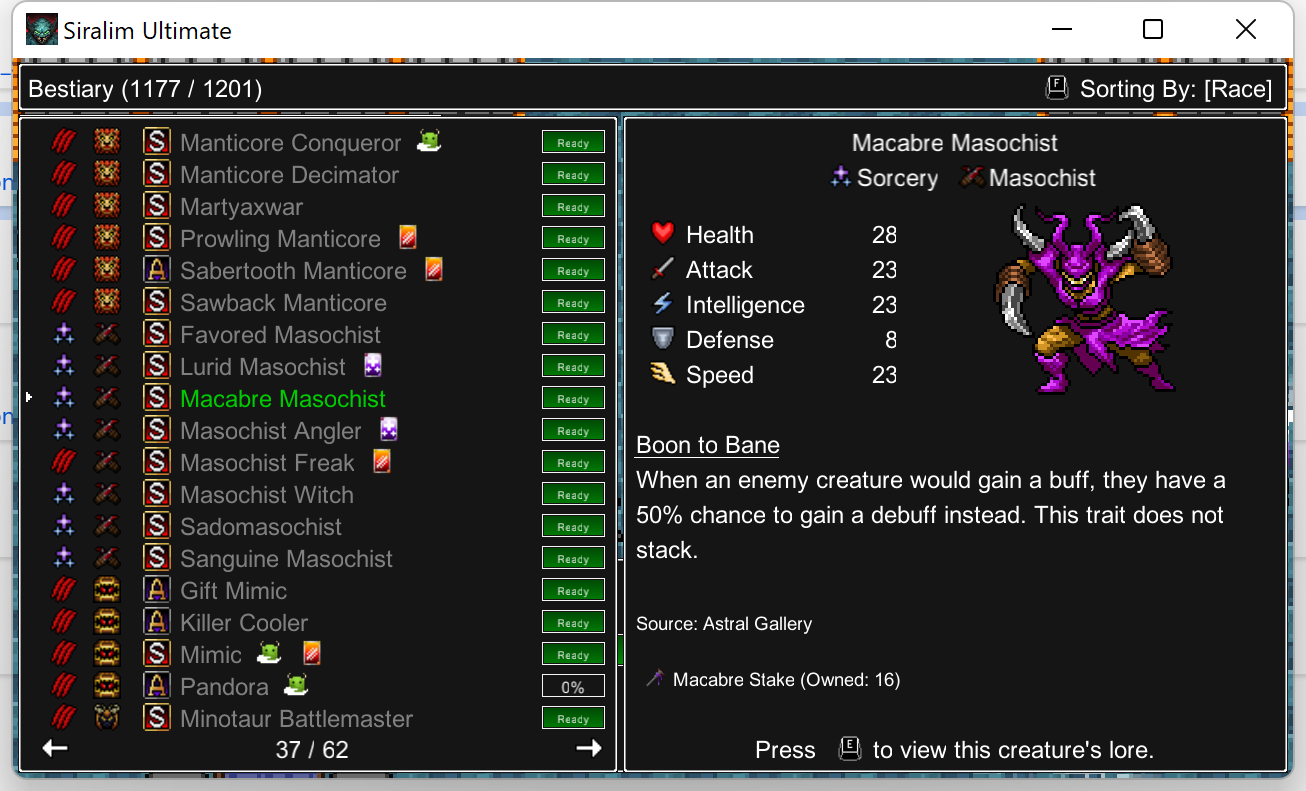 Siralim Ultimate
Bestiary (1177 / 1201)
F Sorting By: [Race]
S Manticore Conqueror Ready
S Manticore Decimator Ready
S Martyaxwar Ready
S Prowling Manticore Ready
A Sabertooth Manticore Ready
S Sawback Manticore Ready
S Favored Masochist Ready
S Lurid Masochist Ready
S Macabre Masochist Ready
S Masochist Angler Ready
S Masochist Freak Ready
S Masochist Witch Ready
S Sadomasochist Ready
S Sanguine Masochist Ready
A Gift Mimic Ready
A Killer Cooler Ready
S Mimic Ready
A Pandora 0%
S Minotaur Battlemaster Ready
37 / 62
Macabre Masochist
Sorcery Masochist
Health 28
Attack 23
Intelligence 23
Defense 8
Speed 23
Boon to Bane
When an enemy creature would gain a buff, they have a
50% chance to gain a debuff instead. This trait does not
stack.
Source: Astral Gallery
Macabre Stake (Owned: 16)
Press E to view this creature's lore.